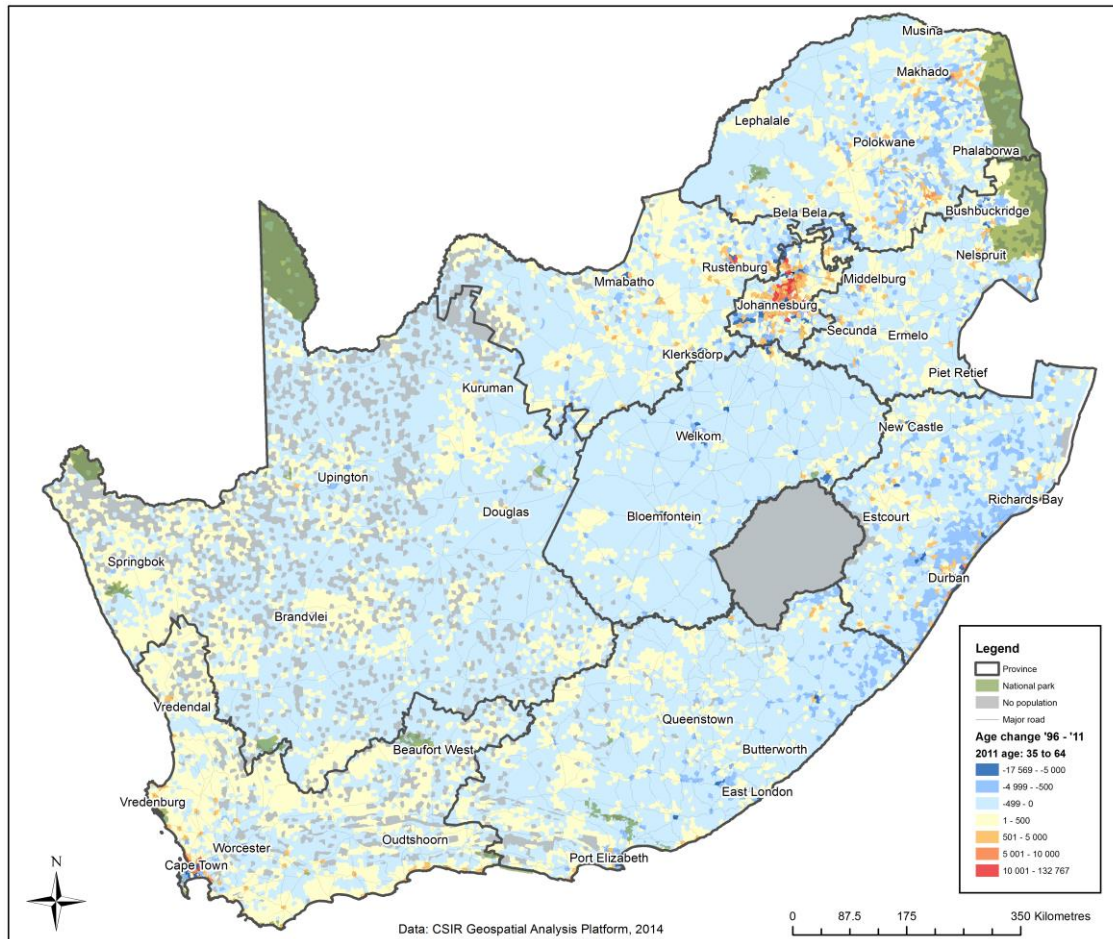 Musina
Makhado
Lephalale
Polokwane
Phalaborwa
Bela Bela
Bushbuckridge
Nelspruit
Rustenburg
Middelburg
Mmabatho
Johannesburg
Secunda
Ermelo
Klerksdorp
Piet Retief
Kuruman
New Castle
Welkom
Upington
Richards Bay
Douglas
Bloemfontein
Estcourt
Springbok
Durban
Brandvlei
Vredendal
Queenstown
Beaufort West
Butterworth
East London
Vredenburg
Oudtshoorn
Worcester
Port Elizabeth
Cape Town
Legend
Province
National park
No population
Major road
Age change '96 - '11
2011 age: 35 to 64
-17 569 - -5 000
-4 999 - -500
-499 - 0
1 - 500
501 - 5 000
5 001 - 10 000
10 001 - 132 767
N
Data: CSIR Geospatial Analysis Platform, 2014
0 87.5 175 350 Kilometres